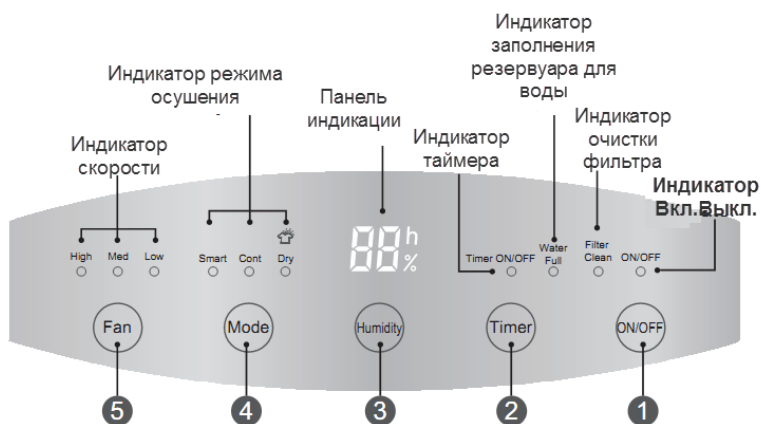 Индикатор
заполнения
резервуара для
воды
Индикатор режима
осушения
Панель
индикации
Индикатор
очистки
фильтра
Индикатор
скорости
Индикатор
таймера
Индикатор
Вкл.Выкл.
High Med Low
Smart Cont Dry
88 h
%
Timer ON/OFF
Water
Full
Filter
Clean
ON/OFF
Fan
Mode
Humidity
Timer
ON/OFF
5 4 3 2 1